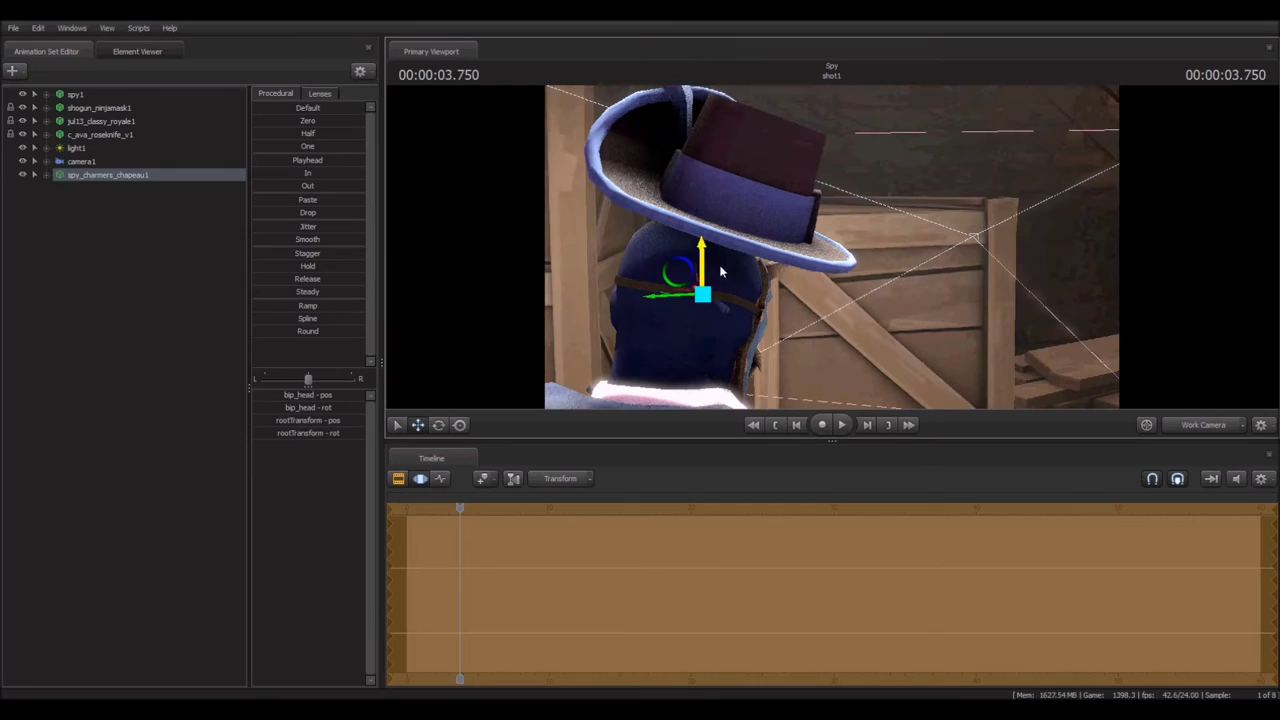 File Edit Windows View Scripts Help
Animation Set Editor Element Viewer
Primary Viewport
00:00:03.750
Spy
shot1
00:00:03.750
spy1
shogun_ninjamask1
jul13_classy_royale1
c_ava_roseknife_v1
light1
camera1
spy_charmers_chapeau1
Procedural Lenses
Default
Zero
Half
One
Playhead
In
Out
Paste
Drop
Jitter
Smooth
Stagger
Hold
Release
Steady
Ramp
Spline
Round
L R
bip_head - pos
bip_head - rot
rootTransform - pos
rootTransform - rot
Work Camera
Timeline
Transform
Mem: 1627.54 MB | Game: 1398.3 | fps: 42.6/24.00 | Sample: 1 of 8